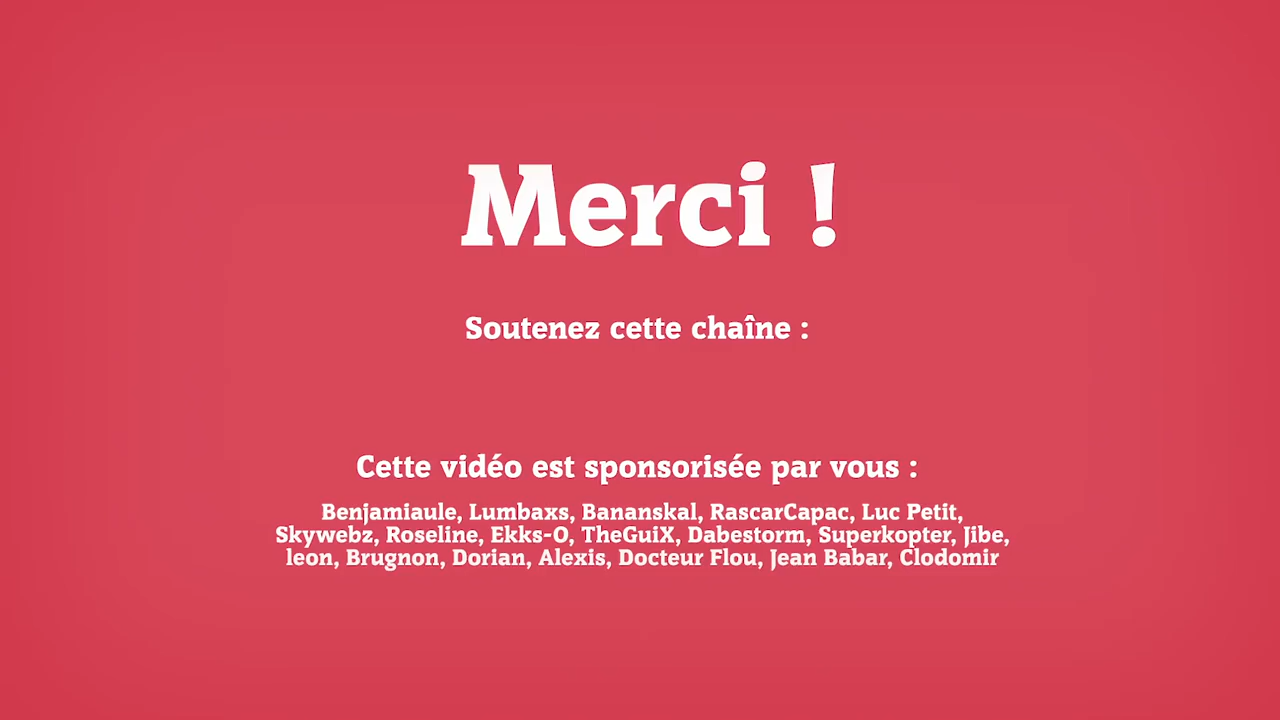 Merci !
Soutenez cette chaîne :
Cette vidéo est sponsorisée par vous :
Benjamiaule, Lumbaxs, Bananskal, RascarCapac, Luc Petit,
Skywebz, Roseline, Ekks-O, TheGuiX, Dabestorm, Superkopter, Jibe,
leon, Brugnon, Dorian, Alexis, Docteur Flou, Jean Babar, Clodomir